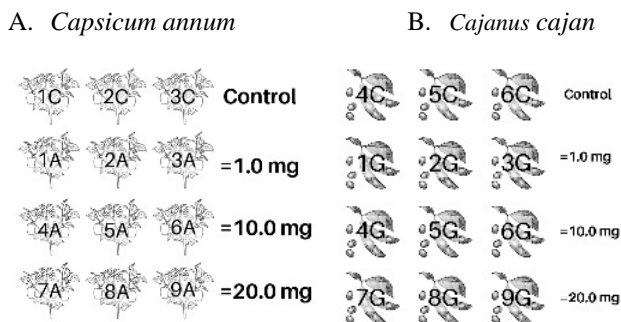 A. Capsicum annum
B. Cajanus cajan
1C 2C 3C Control
4C 5C 6C Control
1A 2A 3A =1.0 mg
1G 2G 3G =1.0 mg
4A 5A 6A =10.0 mg
4G 5G 6G =10.0 mg
7A 8A 9A =20.0 mg
7G 8G 9G =20.0 mg